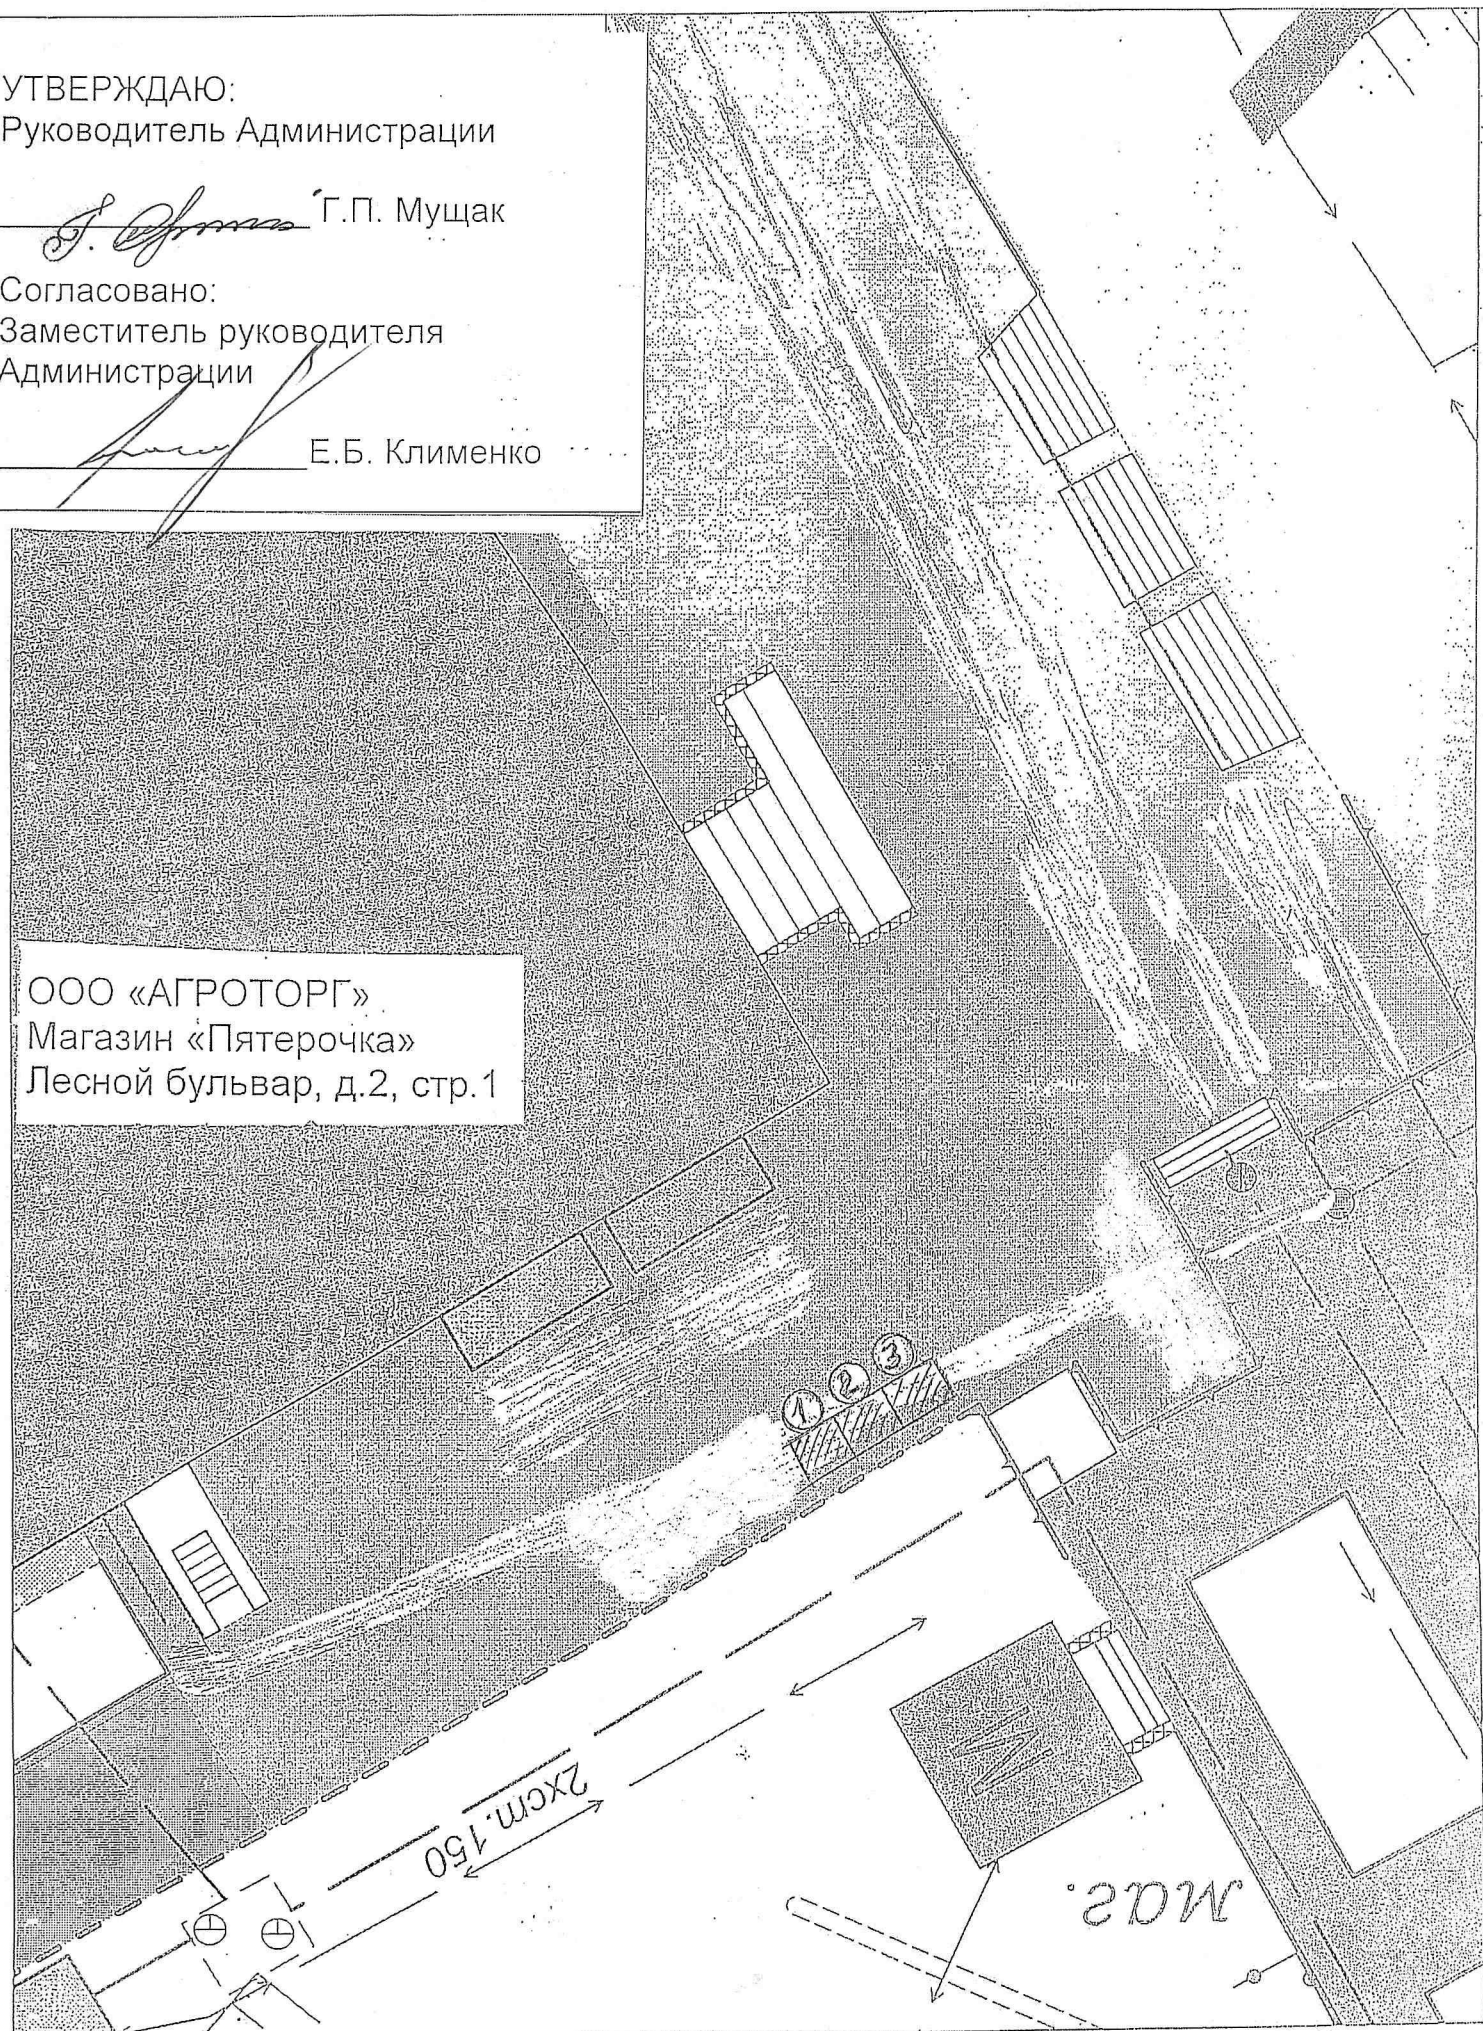 УТВЕРЖДАЮ:
Руководитель Администрации
Г.П. Мущак
Согласовано:
Заместитель руководителя
Администрации
Е.Б. Клименко
ООО «АГРОТОРГ»
Магазин «Пятерочка»
Лесной бульвар, д.2, стр.1
1
2
3
2хст.150
М
маг.